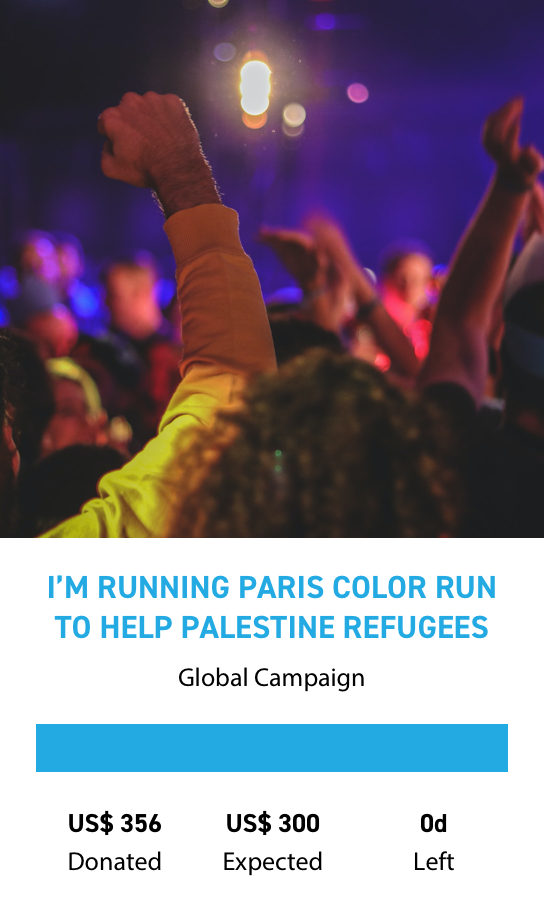 I’M RUNNING PARIS COLOR RUN
TO HELP PALESTINE REFUGEES
Global Campaign
US$ 356
Donated
US$ 300
Expected
0d
Left